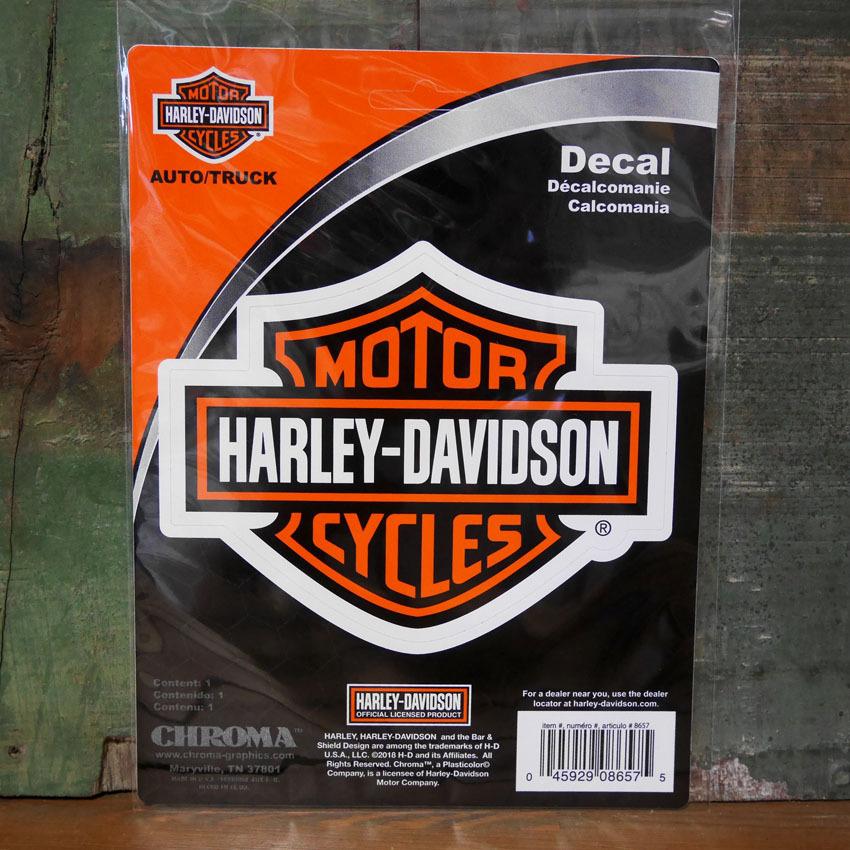 MOTOR
HARLEY-DAVIDSON
CYCLES
®
AUTO/TRUCK
Decal
Décalcomanie
Calcomania
MOTOR
HARLEY-DAVIDSON
CYCLES
®
Content: 1
Contenido: 1
Contenu: 1
CHROMA™
www.chroma-graphics.com
Maryville, TN 37801
HARLEY-DAVIDSON
OFFICIAL LICENSED PRODUCT
HARLEY, HARLEY-DAVIDSON and the Bar &
Shield Design are among the trademarks of H-D
U.S.A., LLC. ©2018 H-D and its Affiliates. All
Rights Reserved. Chroma™, a Plasticolor©
Company, is a licensee of Harley-Davidson
Motor Company.
For a dealer near you, use the dealer
locator at harley-davidson.com.
item #, numéro #, articulo # 8657
0 45929 08657 5